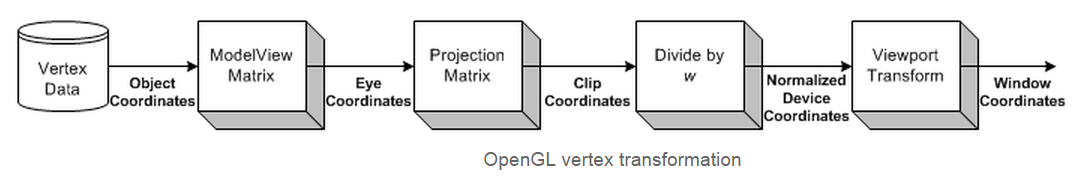 Vertex
Data
Object
Coordinates
ModelView
Matrix
Eye
Coordinates
Projection
Matrix
Clip
Coordinates
Divide by
w
Normalized
Device
Coordinates
Viewport
Transform
Window
Coordinates
OpenGL vertex transformation